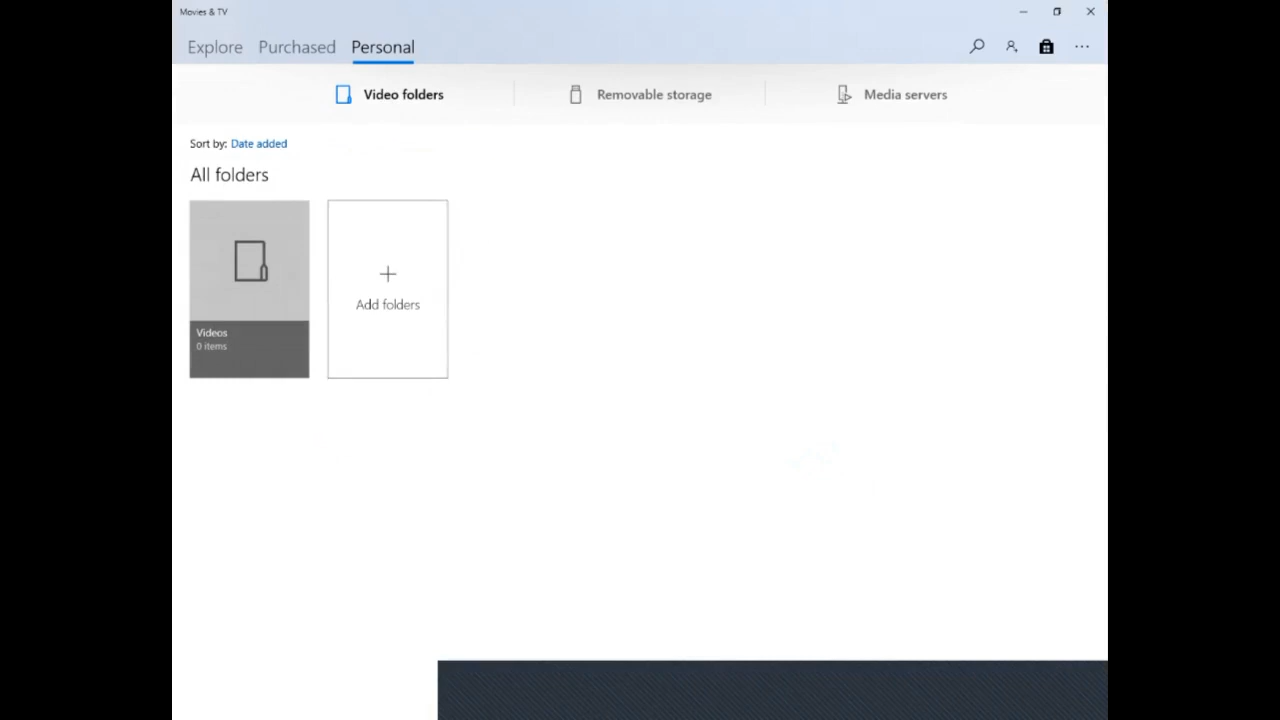 Movies & TV
Explore Purchased Personal
Video folders Removable storage Media servers
Sort by: Date added
All folders
Add folders
Videos
0 items